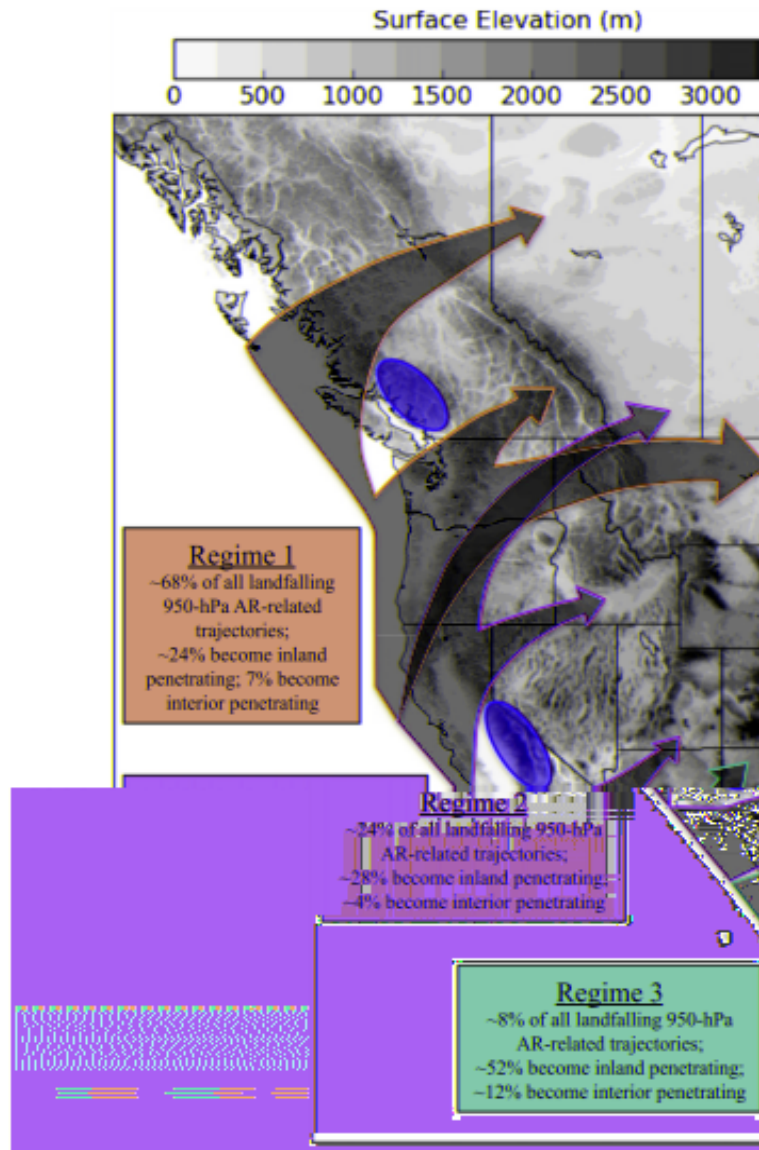 Surface Elevation (m)
0 500 1000 1500 2000 2500 3000
Regime 1
~68% of all landfalling
950-hPa AR-related
trajectories;
~24% become inland
penetrating; 7% become
interior penetrating
Regime 2
~24% of all landfalling 950-hPa
AR-related trajectories;
~28% become inland penetrating;
~4% become interior penetrating
Regime 3
~8% of all landfalling 950-hPa
AR-related trajectories;
~52% become inland penetrating;
~12% become interior penetrating